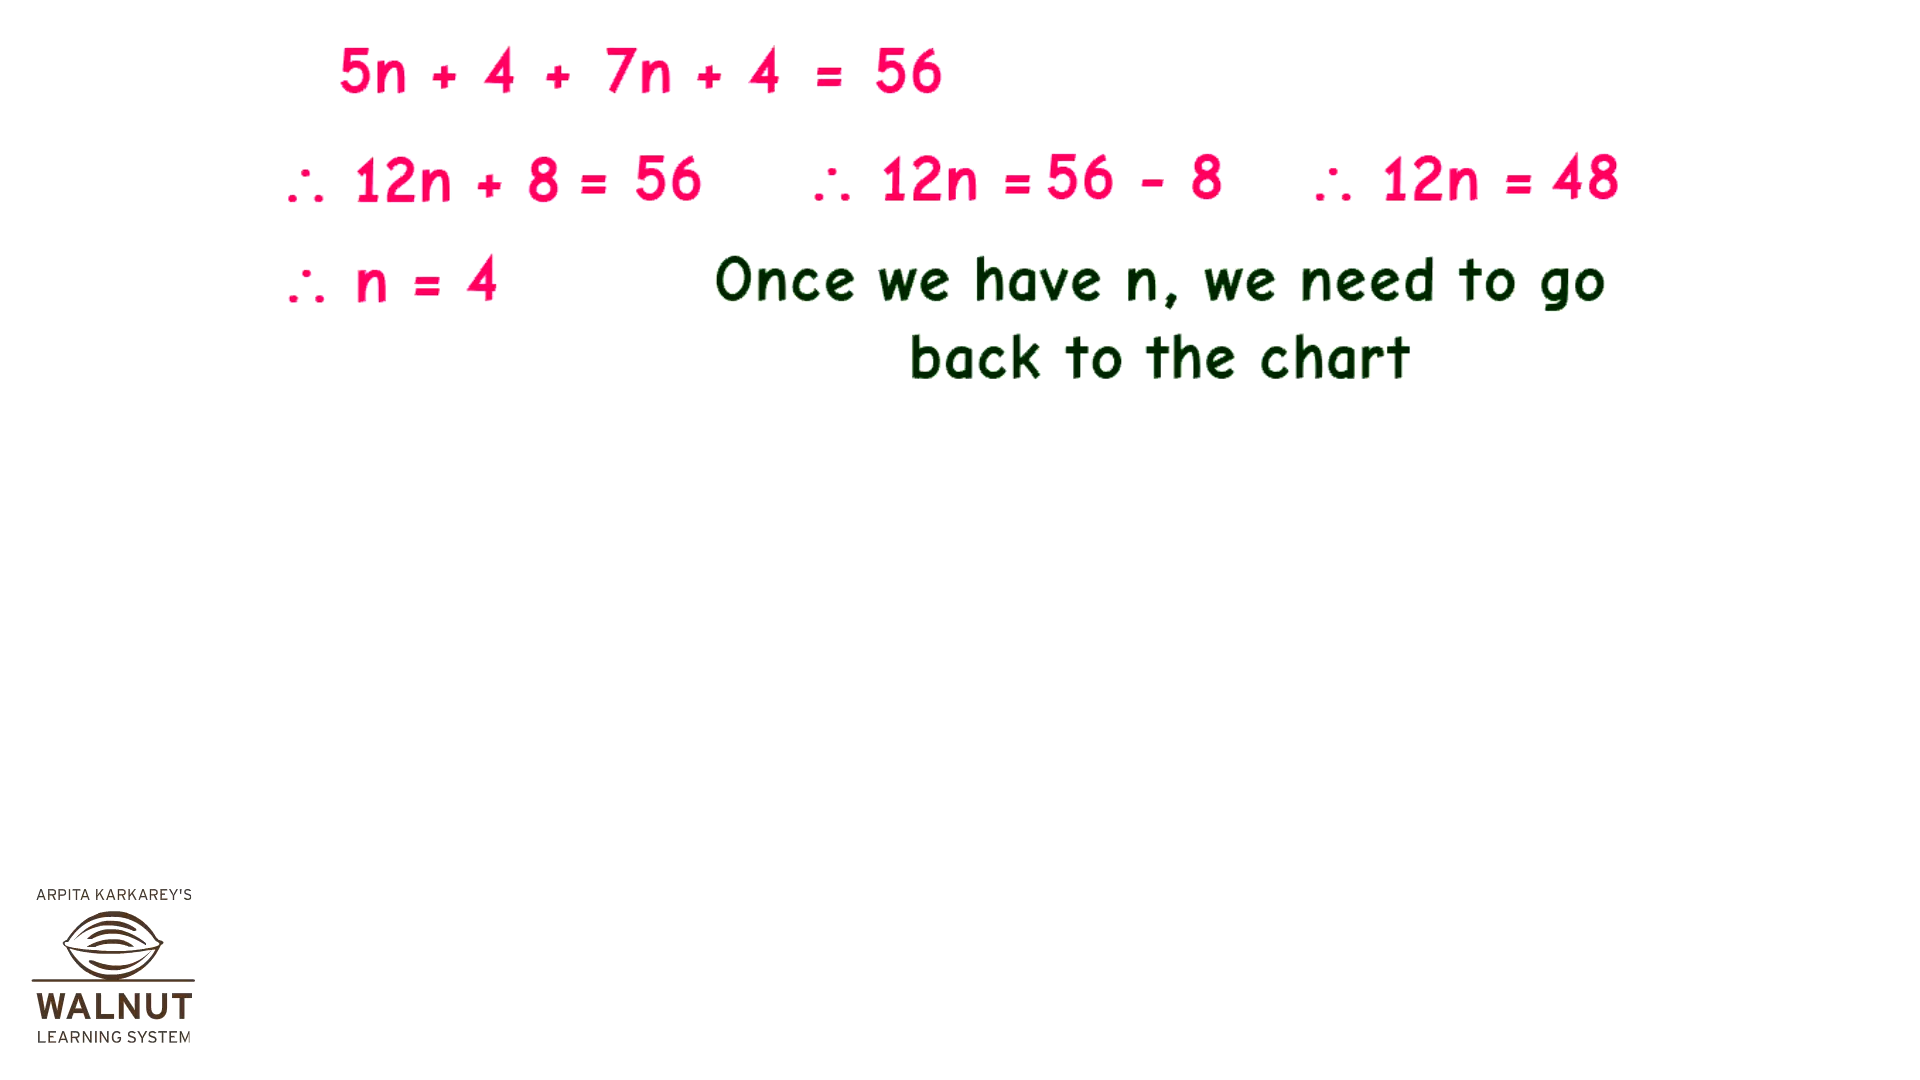 5n + 4 + 7n + 4 = 56
∴ 12n + 8 = 56 ∴ 12n = 56 - 8 ∴ 12n = 48
∴ n = 4 Once we have n, we need to go
back to the chart
ARPITA KARKAREY'S
WALNUT
LEARNING SYSTEM